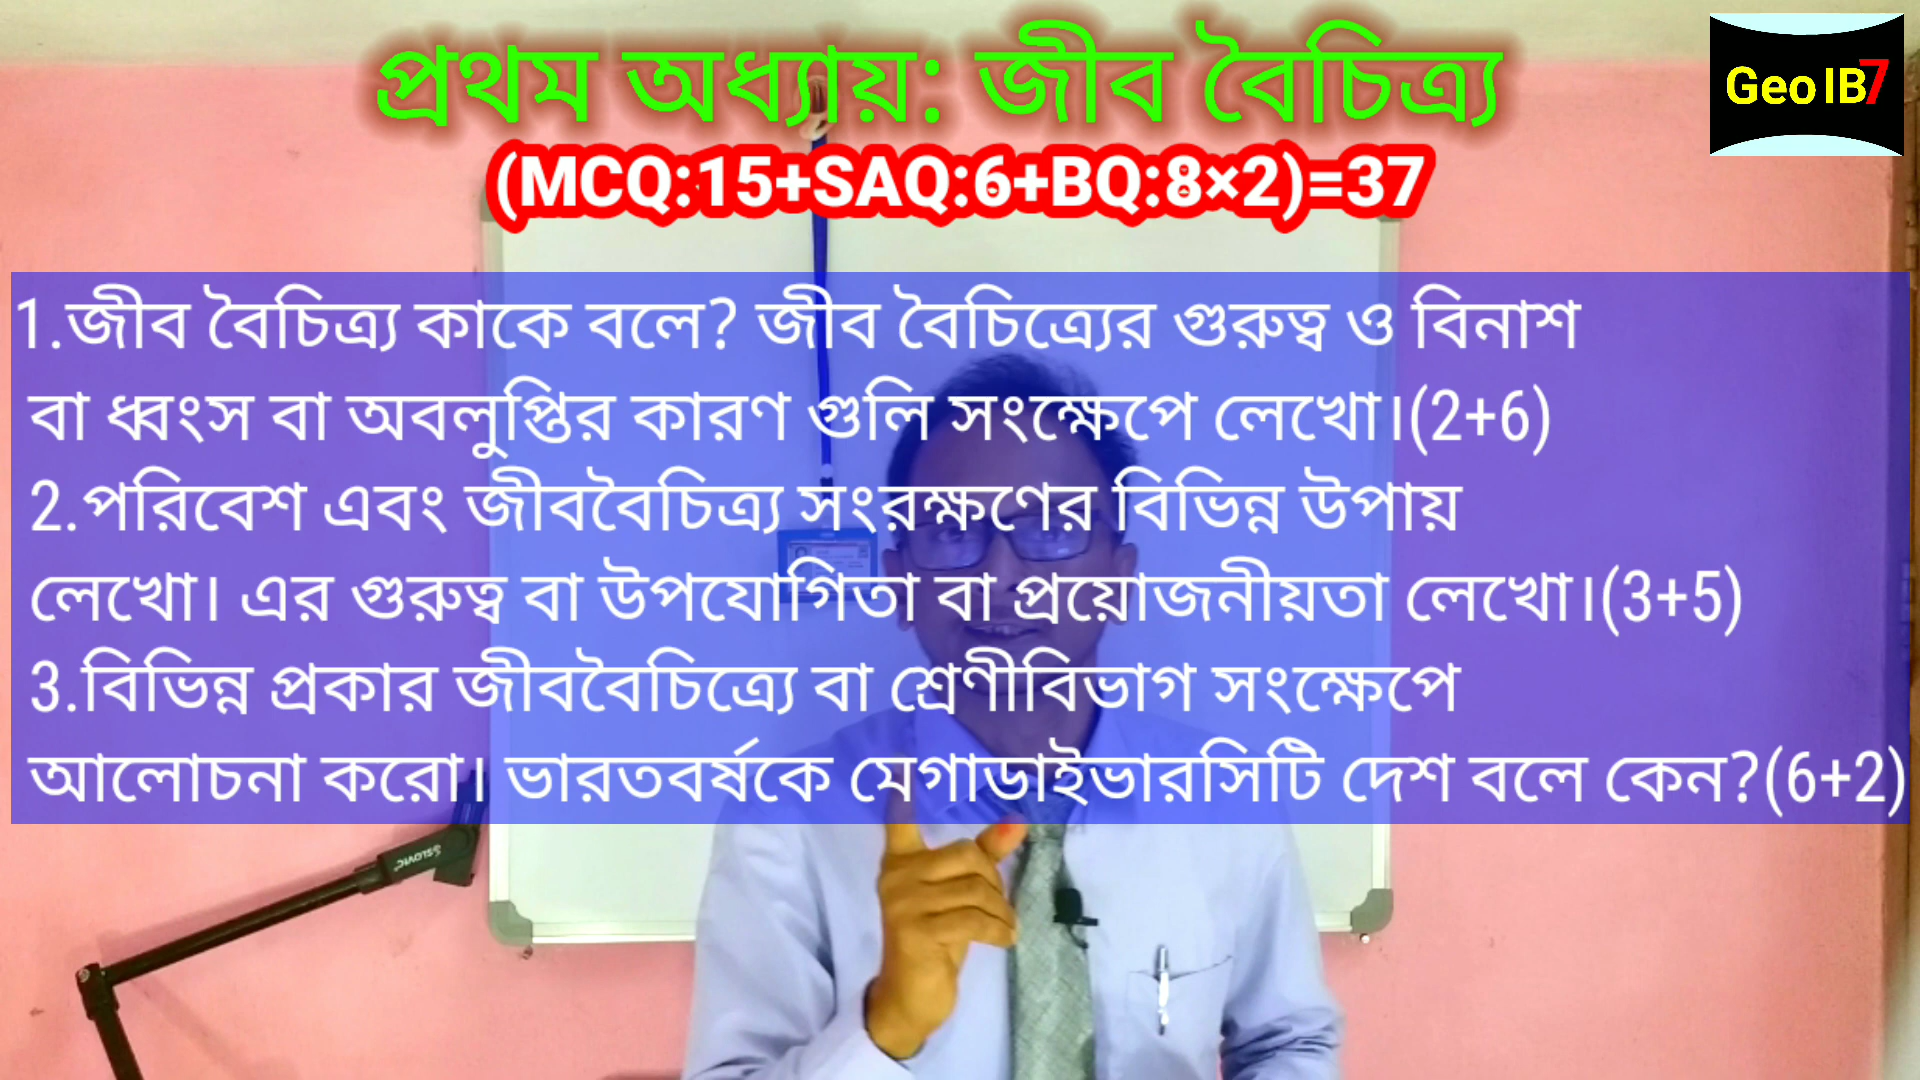 প্রথম অধ্যায়: জীব বৈচিত্র্য
Geo IB7
(MCQ:15+SAQ:6+BQ:8×2)=37
1.জীব বৈচিত্র্য কাকে বলে? জীব বৈচিত্র্যের গুরুত্ব ও বিনাশ
বা ধ্বংস বা অবলুপ্তির কারণ গুলি সংক্ষেপে লেখো।(2+6)
2.পরিবেশ এবং জীববৈচিত্র্য সংরক্ষণের বিভিন্ন উপায়
লেখো। এর গুরুত্ব বা উপযোগিতা বা প্রয়োজনীয়তা লেখো।(3+5)
3.বিভিন্ন প্রকার জীববৈচিত্র্যে বা শ্রেণীবিভাগ সংক্ষেপে
আলোচনা করো। ভারতবর্ষকে মেগাডাইভারসিটি দেশ বলে কেন?(6+2)